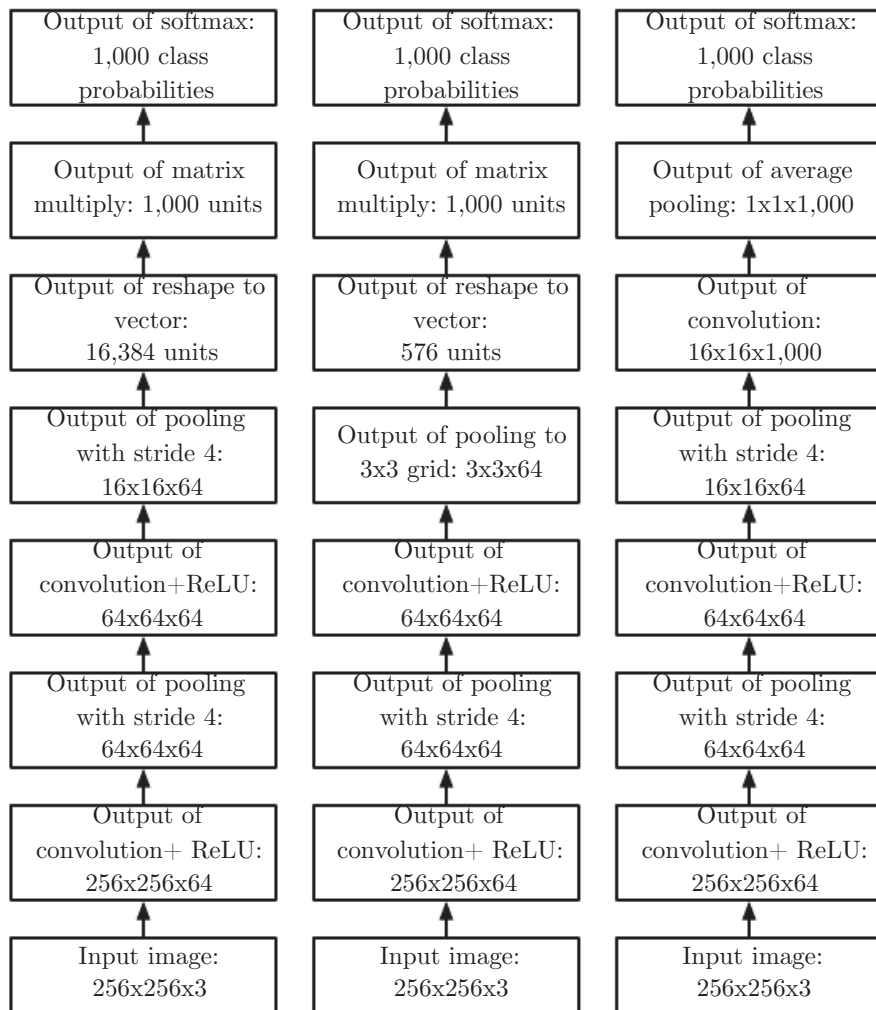 Output of softmax:
1,000 class
probabilities
Output of matrix
multiply: 1,000 units
Output of reshape to
vector:
16,384 units
Output of pooling
with stride 4:
16x16x64
Output of
convolution+ReLU:
64x64x64
Output of pooling
with stride 4:
64x64x64
Output of
convolution+ ReLU:
256x256x64
Input image:
256x256x3
Output of softmax:
1,000 class
probabilities
Output of matrix
multiply: 1,000 units
Output of reshape to
vector:
576 units
Output of pooling to
3x3 grid: 3x3x64
Output of
convolution+ReLU:
64x64x64
Output of pooling
with stride 4:
64x64x64
Output of
convolution+ ReLU:
256x256x64
Input image:
256x256x3
Output of softmax:
1,000 class
probabilities
Output of average
pooling: 1x1x1,000
Output of
convolution:
16x16x1,000
Output of pooling
with stride 4:
16x16x64
Output of
convolution+ReLU:
64x64x64
Output of pooling
with stride 4:
64x64x64
Output of
convolution+ ReLU:
256x256x64
Input image:
256x256x3